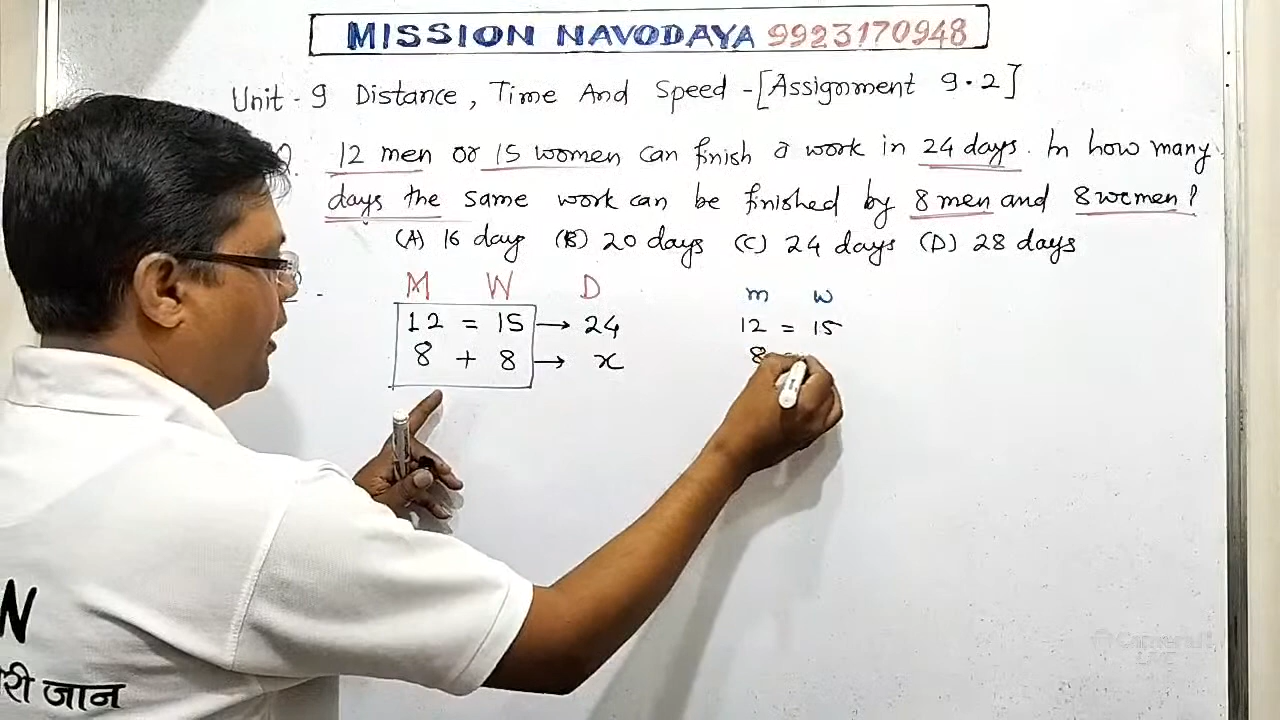 MISSION NAVODAYA 9923170948
Unit - 9 Distance, Time And Speed - [Assignment 9.2]
12 men or 15 women can finish a work in 24 days. In how many
days the same work can be finished by 8 men and 8 women?
(A) 16 day (B) 20 days (C) 24 days (D) 28 days
M W D
12 = 15 → 24
8 + 8 → x
m w
12 = 15
8
N
री जान